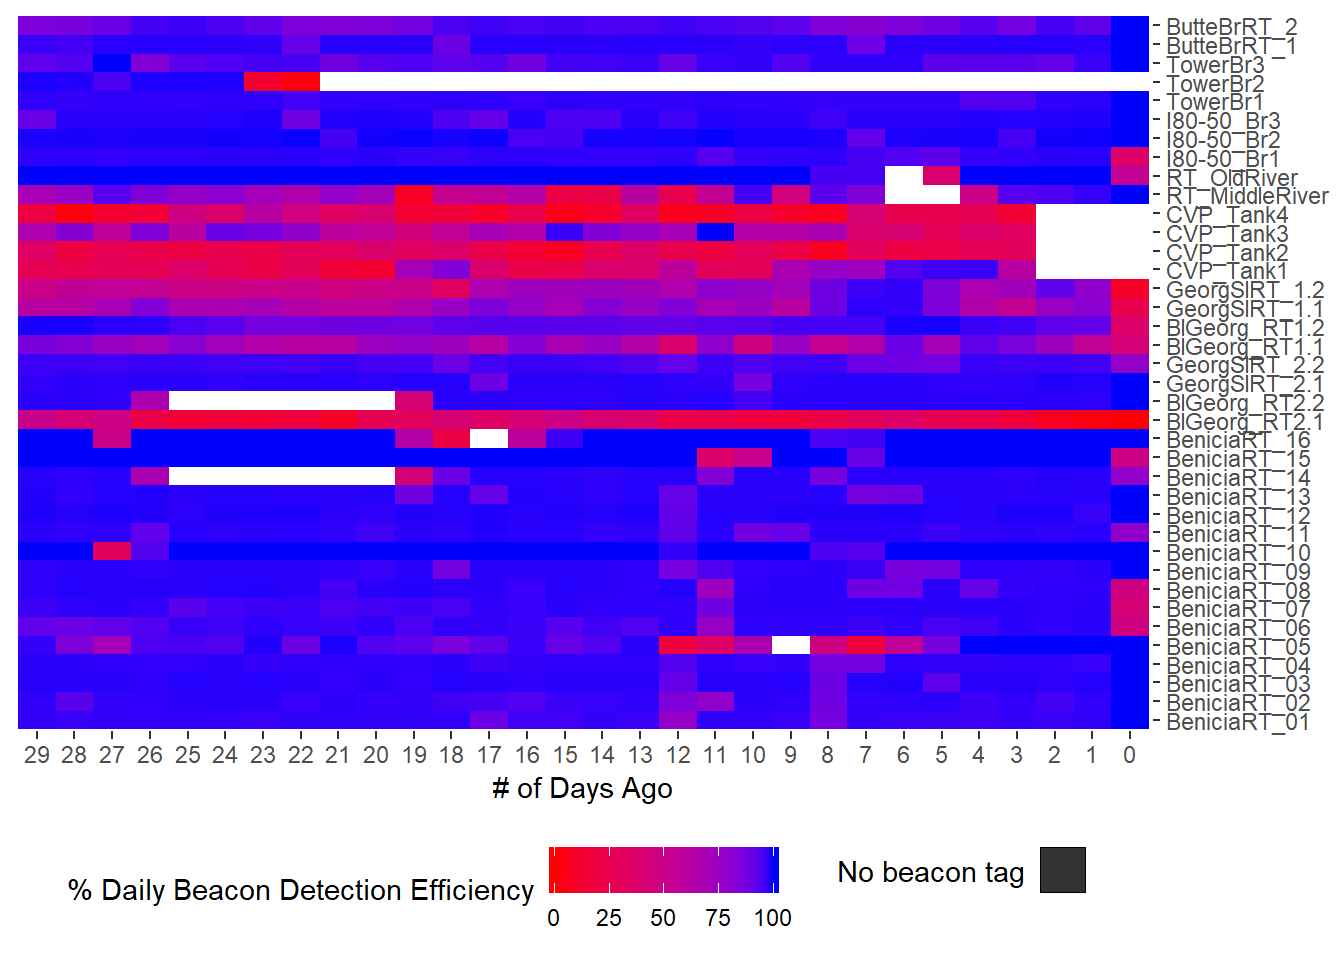 ButteBrRT_2
ButteBrRT_1
TowerBr3
TowerBr2
TowerBr1
I80-50_Br3
I80-50_Br2
I80-50_Br1
RT_OldRiver
RT_MiddleRiver
CVP_Tank4
CVP_Tank3
CVP_Tank2
CVP_Tank1
GeorgSlRT_1.2
GeorgSlRT_1.1
BlGeorg_RT1.2
BlGeorg_RT1.1
GeorgSlRT_2.2
GeorgSlRT_2.1
BlGeorg_RT2.2
BlGeorg_RT2.1
BeniciaRT_16
BeniciaRT_15
BeniciaRT_14
BeniciaRT_13
BeniciaRT_12
BeniciaRT_11
BeniciaRT_10
BeniciaRT_09
BeniciaRT_08
BeniciaRT_07
BeniciaRT_06
BeniciaRT_05
BeniciaRT_04
BeniciaRT_03
BeniciaRT_02
BeniciaRT_01
29 28 27 26 25 24 23 22 21 20 19 18 17 16 15 14 13 12 11 10 9 8 7 6 5 4 3 2 1 0
# of Days Ago
% Daily Beacon Detection Efficiency
0 25 50 75 100
No beacon tag